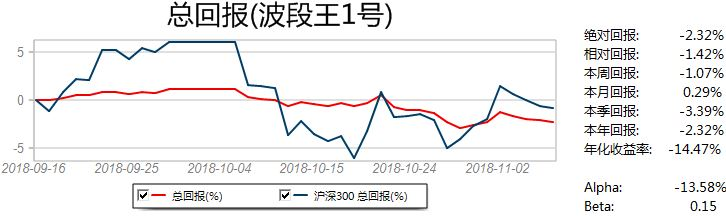 总回报(波段王1号)
5
0
-5
2018-09-16 2018-09-25 2018-10-04 2018-10-15 2018-10-24 2018-11-02
总回报(%) 沪深300 总回报(%)
绝对回报: -2.32%
相对回报: -1.42%
本周回报: -1.07%
本月回报: 0.29%
本季回报: -3.39%
本年回报: -2.32%
年化收益率: -14.47%
Alpha: -13.58%
Beta: 0.15